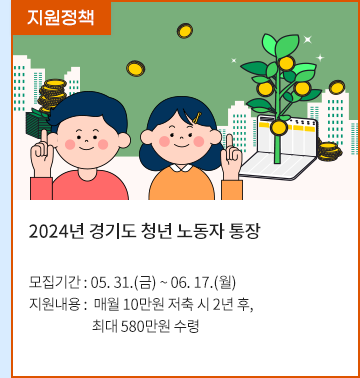 지원정책
2024년 경기도 청년 노동자 통장
모집기간 : 05. 31.(금) ~ 06. 17.(월)
지원내용 : 매월 10만원 저축 시 2년 후,
최대 580만원 수령